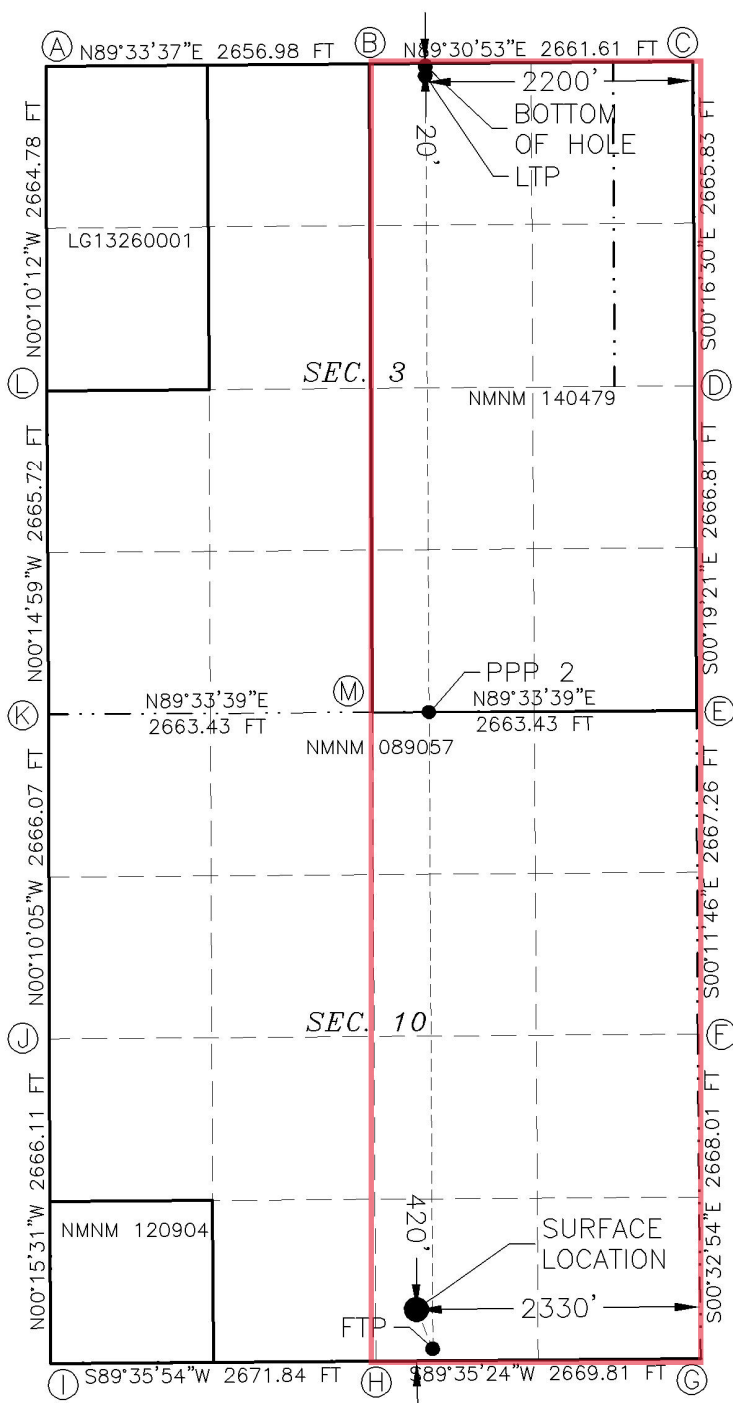 A
N89°33'37"E 2656.98 FT
B
N89°30'53"E 2661.61 FT
C
2200'
BOTTOM
OF HOLE
LTP
20'
N00°10'12"W 2664.78 FT
S00°16'30"E 2665.83 FT
LG13260001
L
SEC. 3
NMNM 140479
D
N00°14'59"W 2665.72 FT
S00°19'21"E 2666.81 FT
K
N89°33'39"E
2663.43 FT
M
PPP 2
N89°33'39"E
2663.43 FT
E
NMNM 089057
N00°10'05"W 2666.07 FT
S00°11'46"E 2667.26 FT
J
SEC. 10
F
N00°15'31"W 2666.11 FT
S00°32'54"E 2668.01 FT
NMNM 120904
420'
SURFACE
LOCATION
2330'
FTP
I
S89°35'54"W 2671.84 FT
H
S89°35'24"W 2669.81 FT
G